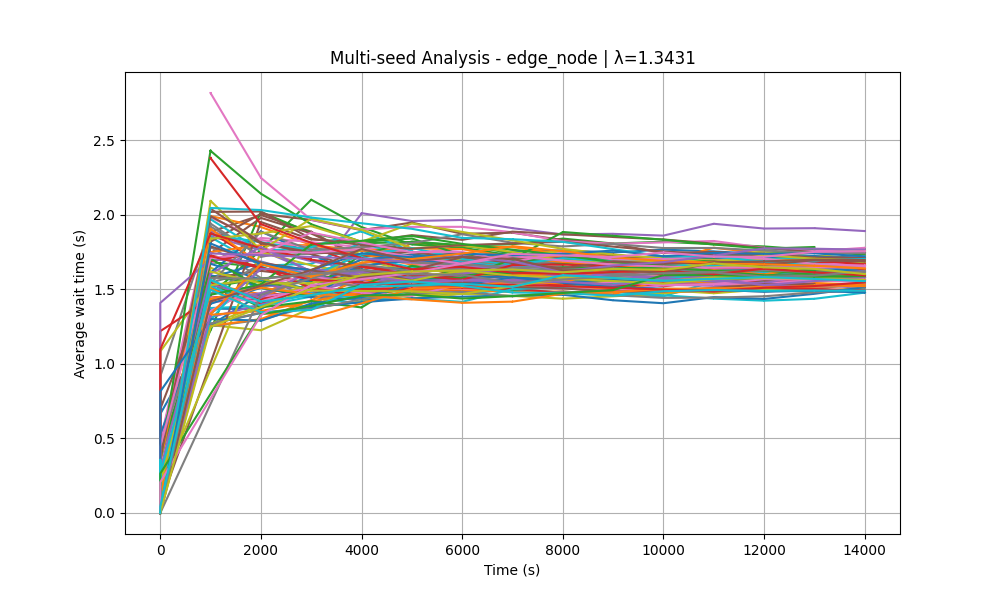 Multi-seed Analysis - edge_node | λ=1.3431
Average wait time (s)
2.5
2.0
1.5
1.0
0.5
0.0
0 2000 4000 6000 8000 10000 12000 14000
Time (s)